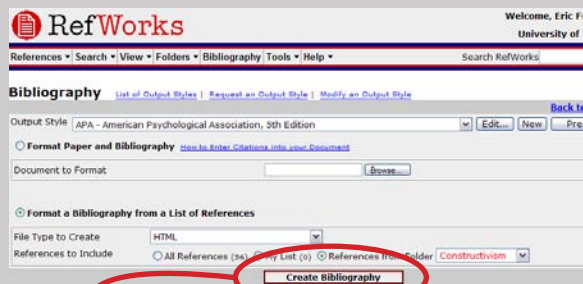 RefWorks
Welcome, Eric F
University of
References Search View Folders Bibliography Tools Help Search RefWorks
Bibliography List of Output Styles | Request an Output Style | Modify an Output Style
Back to
Output Style APA - American Psychological Association, 5th Edition Edit... New Pre
Format Paper and Bibliography How to Enter Citations into your Document
Document to Format Browse...
Format a Bibliography from a List of References
File Type to Create HTML
References to Include All References (56) My List (0) References from Folder Constructivism
Create Bibliography